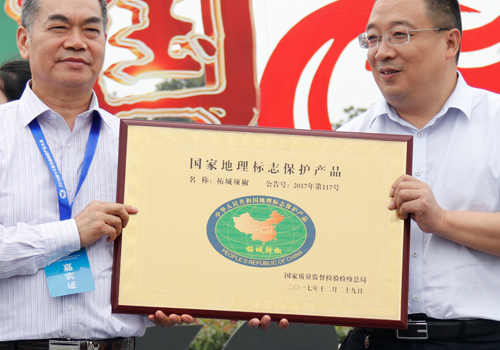 国家地理标志保护产品
名 称：柘城辣椒 公告号：2017年第117号
中华人民共和国地理标志保护产品
PGI
柘城辣椒
PEOPLE'S REPUBLIC OF CHINA
国家质量监督检验检疫总局
二〇一七年十二月二十九日
嘉宾证